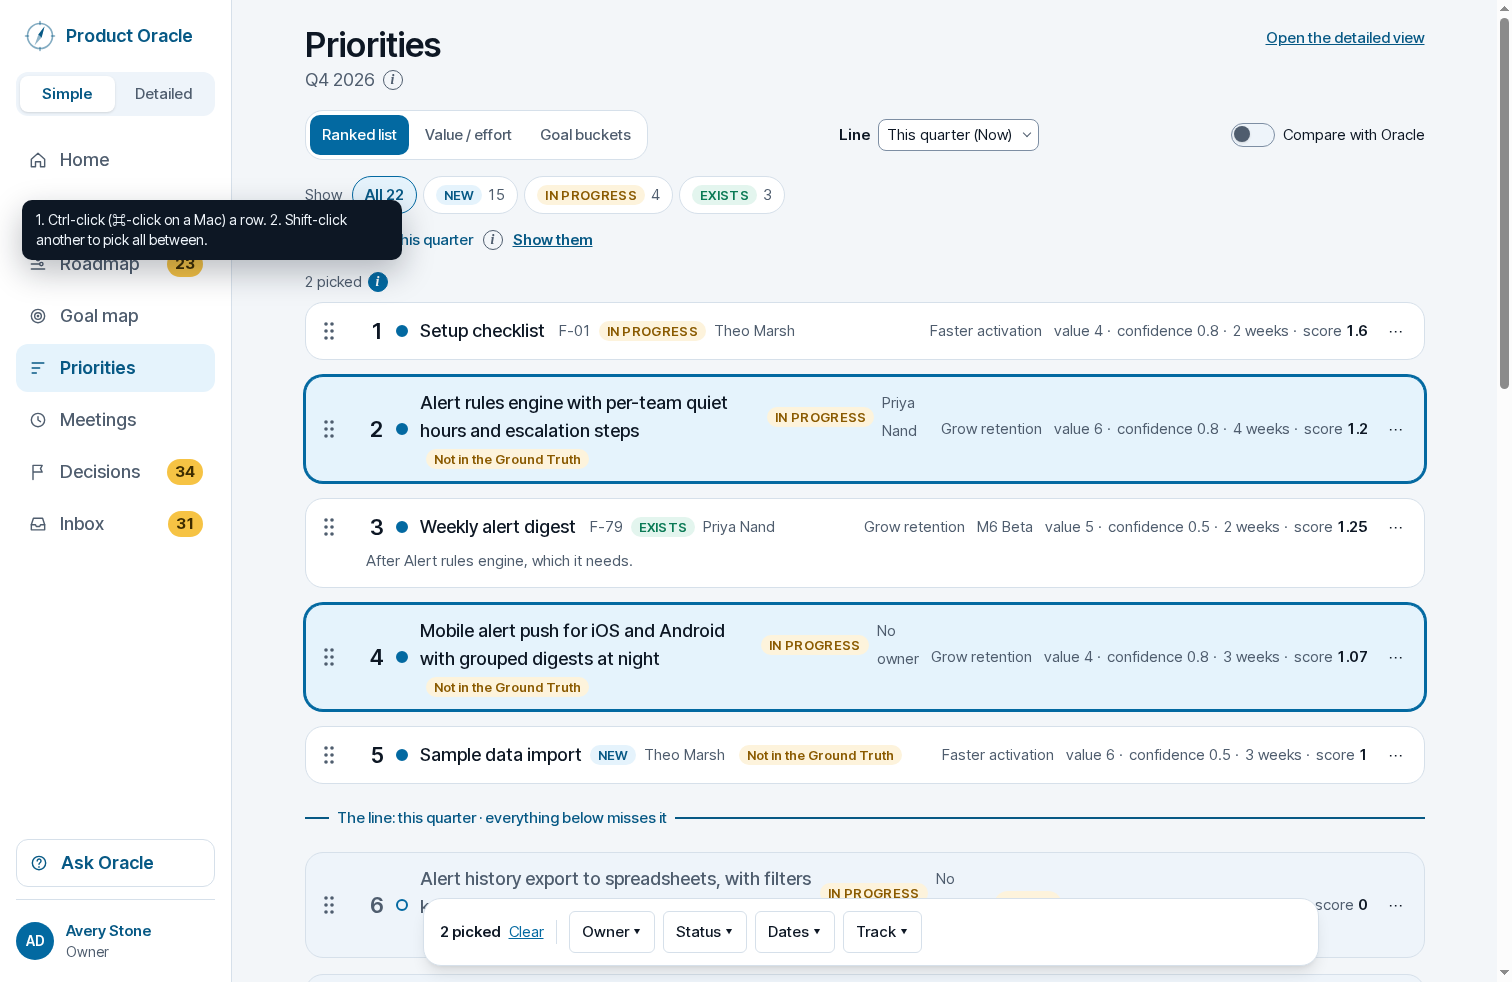 Product Oracle
Simple
Detailed
Home
1. Ctrl-click (⌘-click on a Mac) a row. 2. Shift-click
another to pick all between.
Roadmap
23
Goal map
Priorities
Meetings
Decisions
34
Inbox
31
Ask Oracle
AD
Avery Stone
Owner
Priorities
Open the detailed view
Q4 2026 i
Ranked list
Value / effort
Goal buckets
Line
This quarter (Now)
Compare with Oracle
Show
All 22
NEW 15
IN PROGRESS 4
EXISTS 3
this quarter i Show them
2 picked i
1 Setup checklist F-01 IN PROGRESS Theo Marsh Faster activation value 4 · confidence 0.8 · 2 weeks · score 1.6 ...
2 Alert rules engine with per-team quiet
hours and escalation steps
IN PROGRESS
Priya
Nand
Grow retention value 6 · confidence 0.8 · 4 weeks · score 1.2 ...
Not in the Ground Truth
3 Weekly alert digest F-79 EXISTS Priya Nand Grow retention M6 Beta value 5 · confidence 0.5 · 2 weeks · score 1.25 ...
After Alert rules engine, which it needs.
4 Mobile alert push for iOS and Android
with grouped digests at night
IN PROGRESS
No
owner
Grow retention value 4 · confidence 0.8 · 3 weeks · score 1.07 ...
Not in the Ground Truth
5 Sample data import NEW Theo Marsh Not in the Ground Truth Faster activation value 6 · confidence 0.5 · 3 weeks · score 1 ...
The line: this quarter · everything below misses it
6 Alert history export to spreadsheets, with filters
IN PROGRESS
No
score 0 ...
2 picked Clear
Owner ▾
Status ▾
Dates ▾
Track ▾